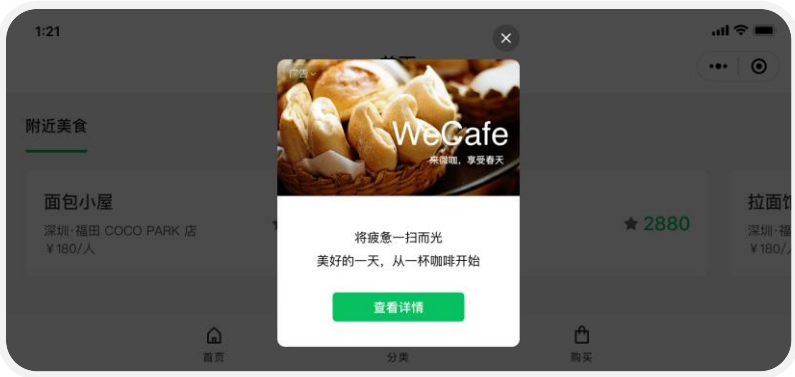 1:21
附近美食
面包小屋
深圳·福田 COCO PARK 店
¥180/人
2880
拉面
深圳·福
¥180/
广告
WeCafe
来微咖，享受春天
将疲惫一扫而光
美好的一天，从一杯咖啡开始
查看详情
首页
分类
购买